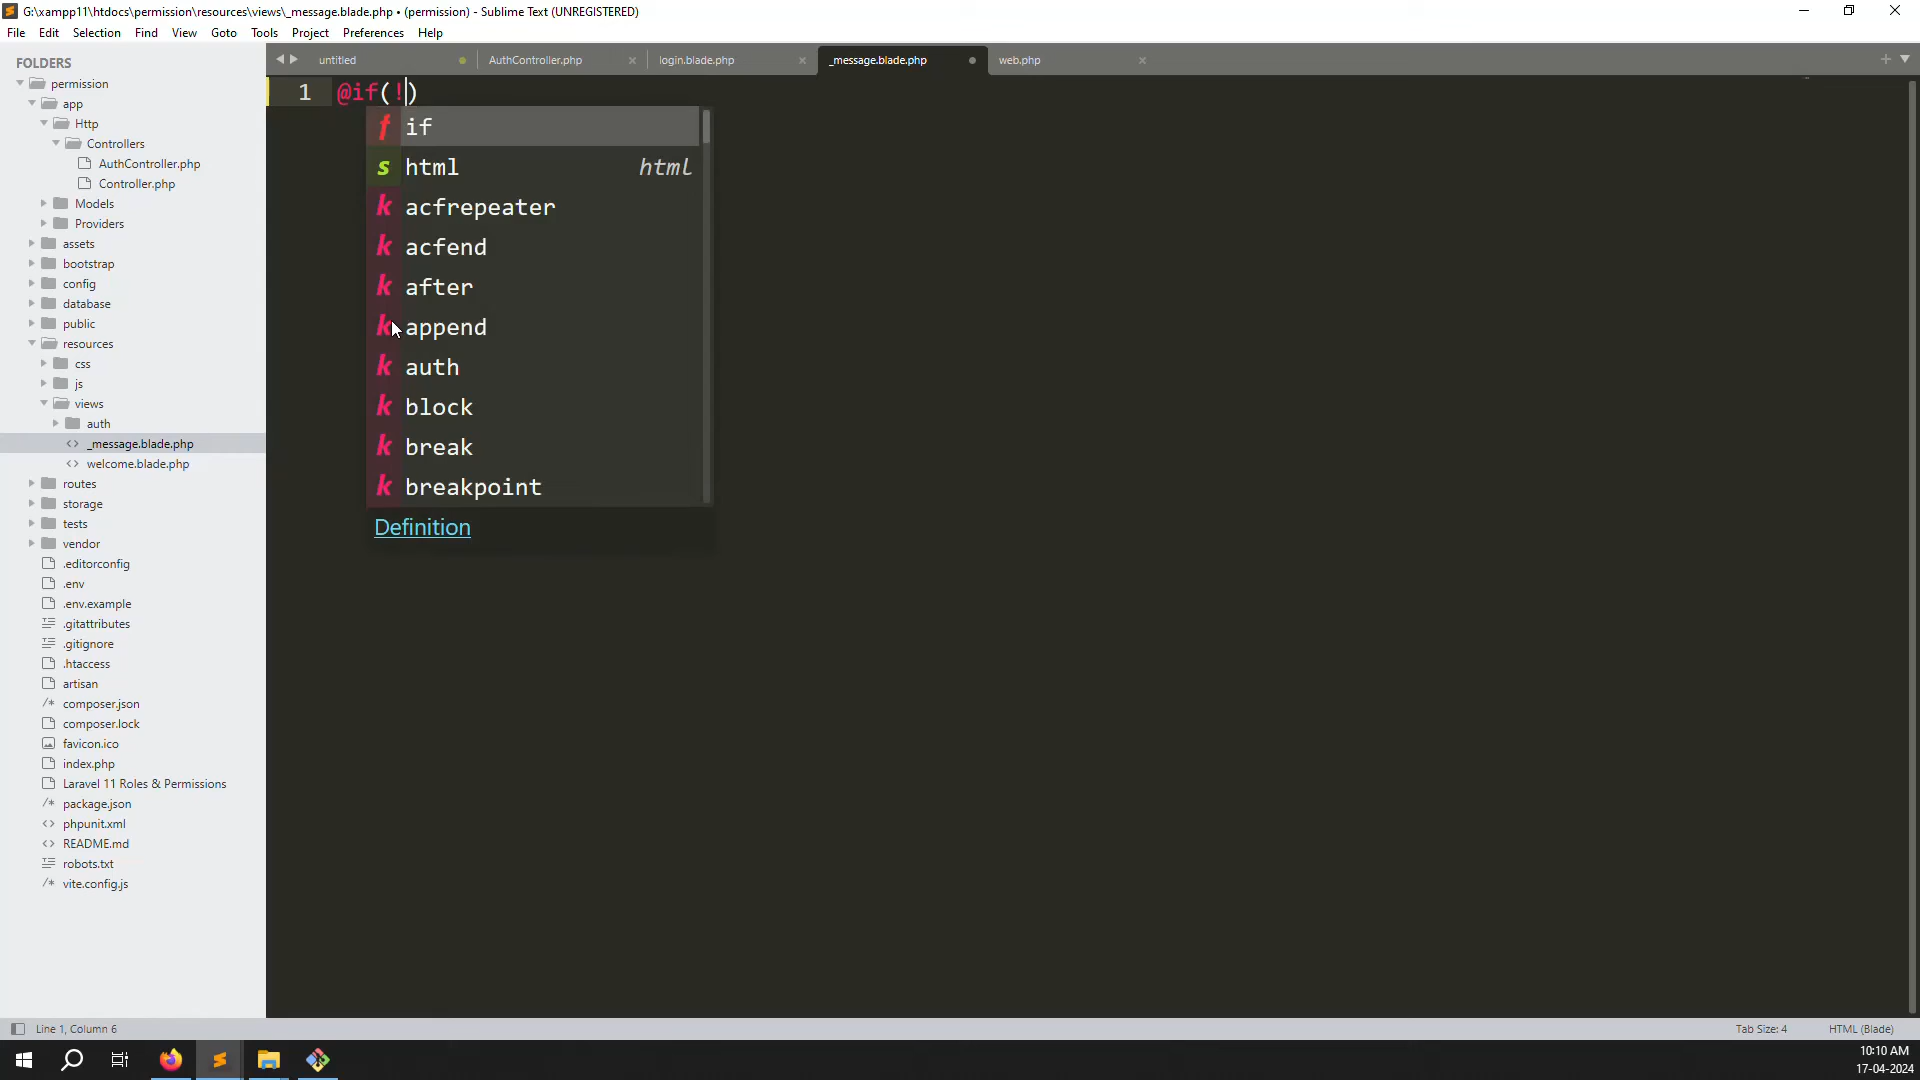 G:\xampp11\htdocs\permission\resources\views\_message.blade.php • (permission) - Sublime Text (UNREGISTERED)
File Edit Selection Find View Goto Tools Project Preferences Help
FOLDERS
permission
app
Http
Controllers
AuthController.php
Controller.php
Models
Providers
assets
bootstrap
config
database
public
resources
css
js
views
auth
_message.blade.php
welcome.blade.php
routes
storage
tests
vendor
.editorconfig
.env
.env.example
.gitattributes
.gitignore
.htaccess
artisan
composer.json
composer.lock
favicon.ico
index.php
Laravel 11 Roles & Permissions
package.json
phpunit.xml
README.md
robots.txt
vite.config.js
untitled AuthController.php login.blade.php _message.blade.php web.php
1 @if(!)
f if
s html html
k acfrepeater
k acfend
k after
k append
k auth
k block
k break
k breakpoint
Definition
Line 1, Column 6 Tab Size: 4 HTML (Blade)
10:10 AM
17-04-2024